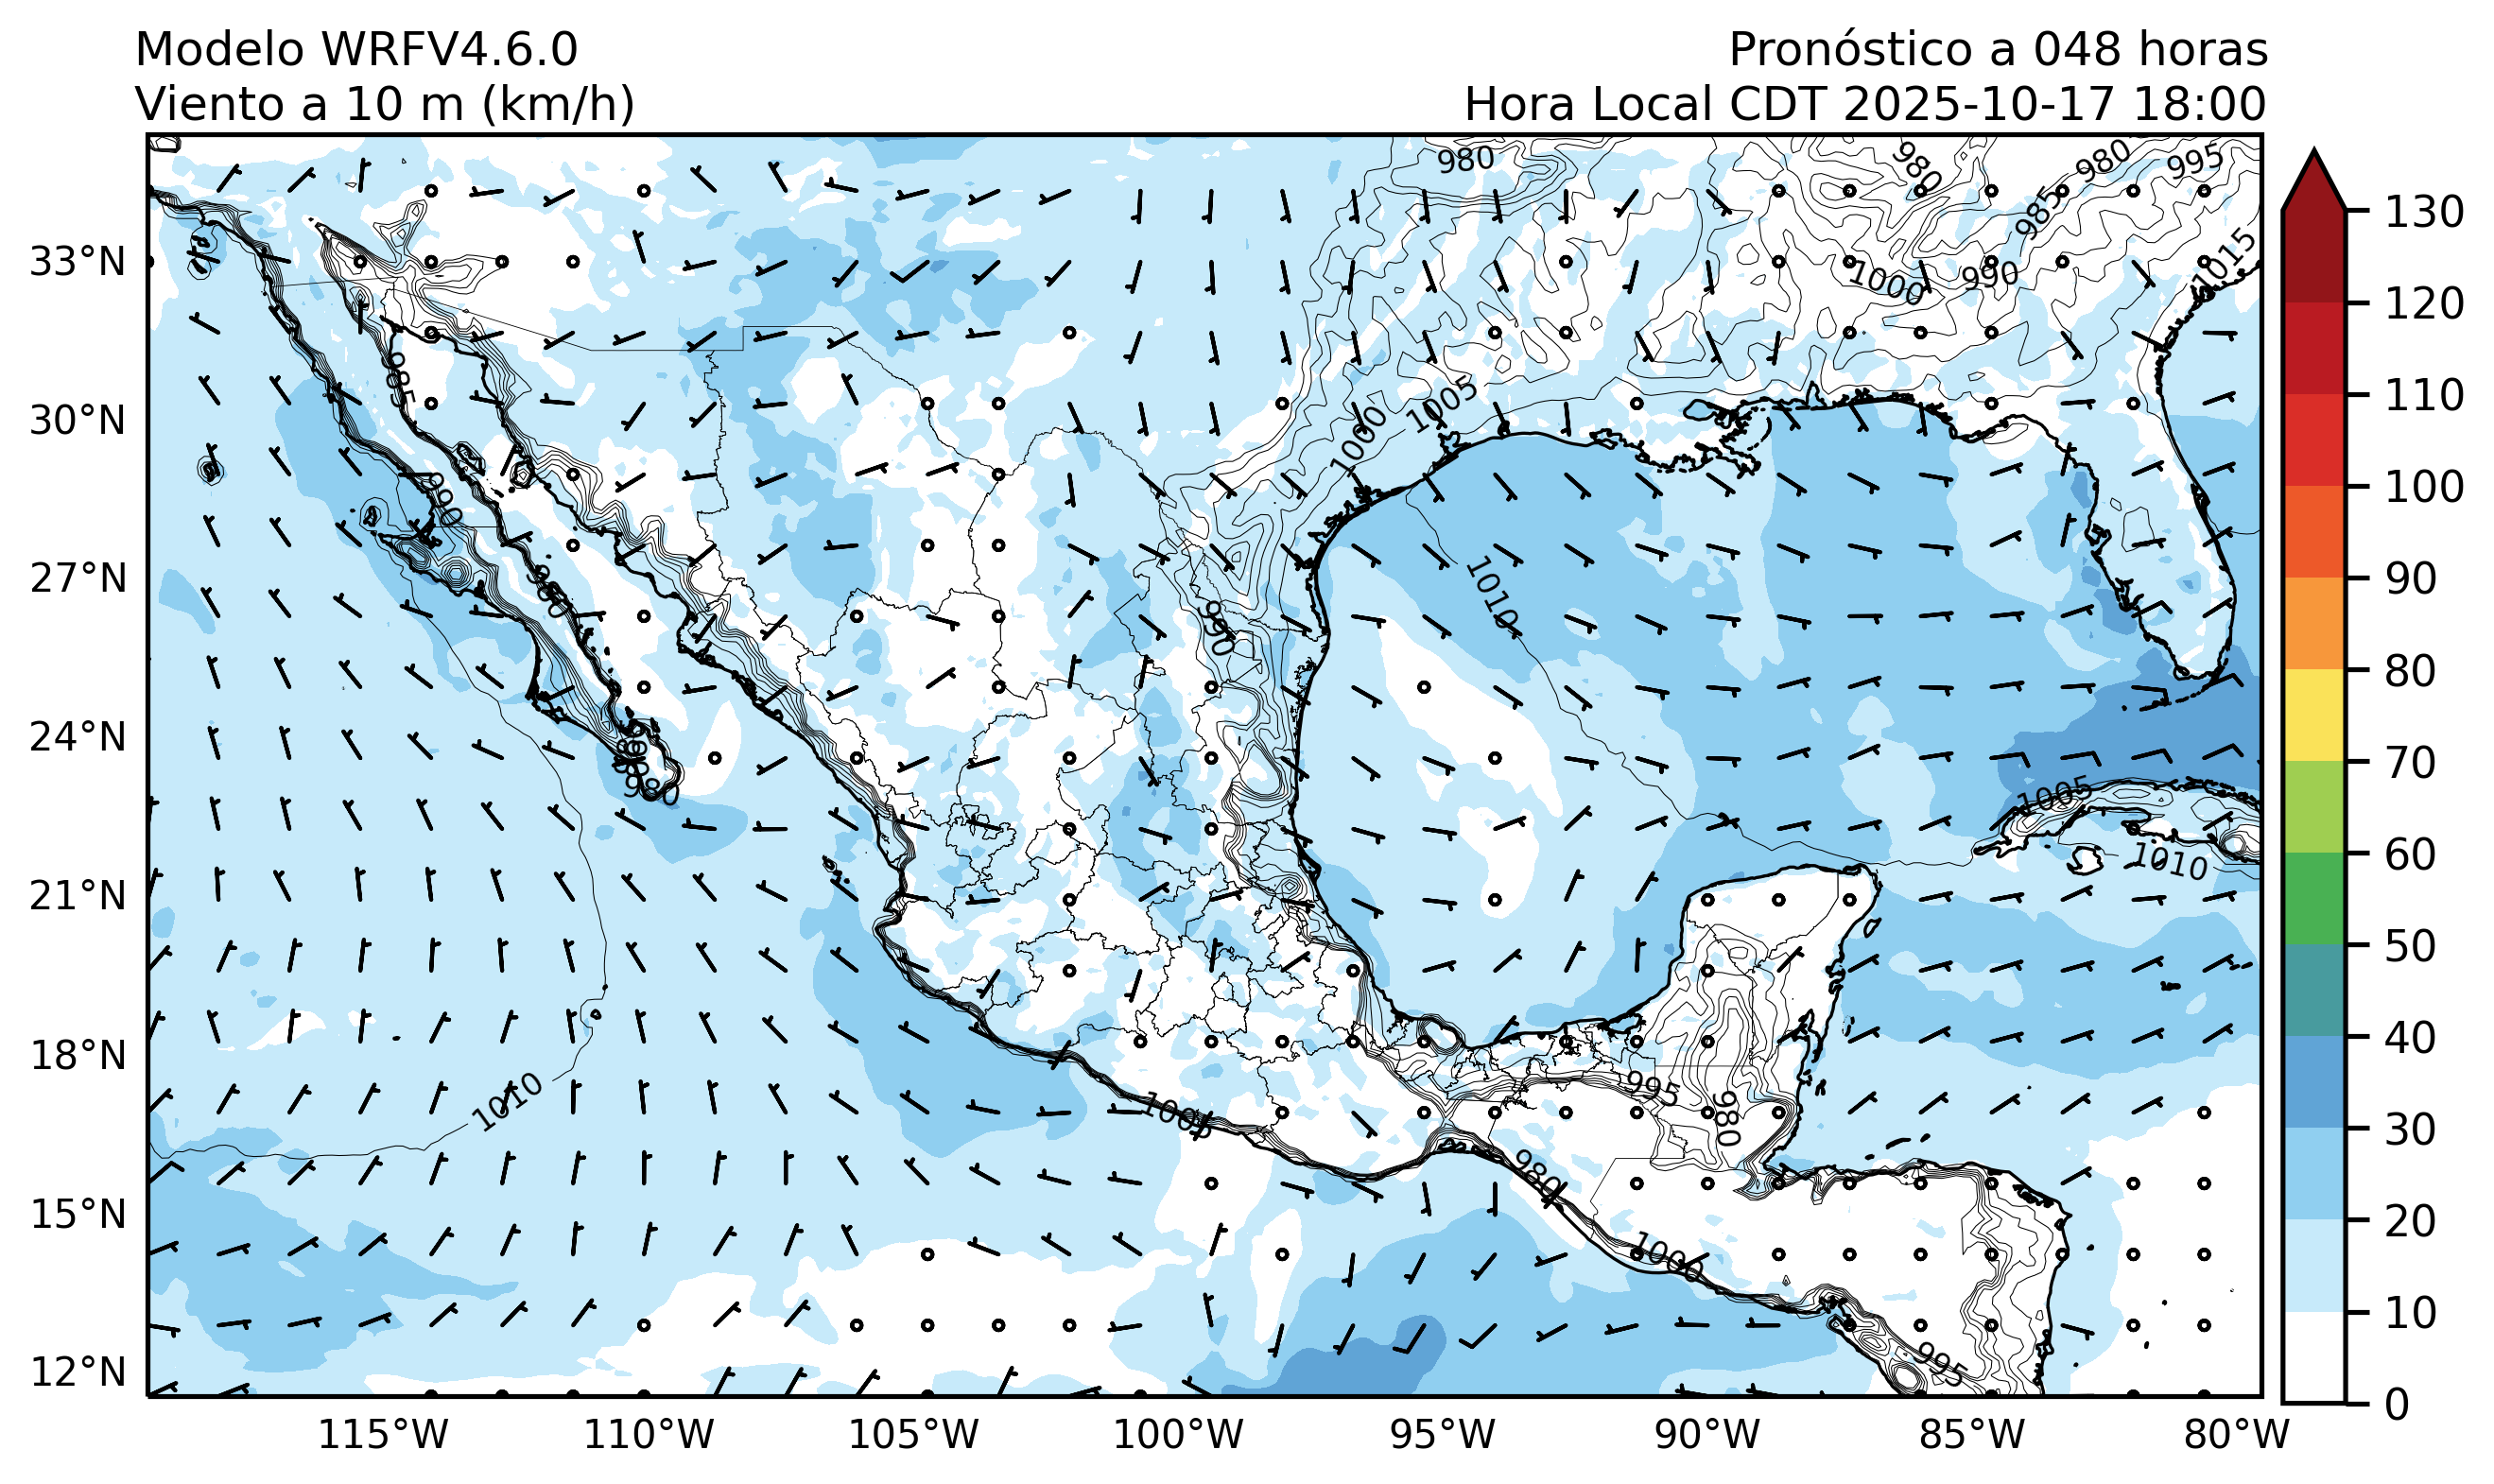 Modelo WRFV4.6.0
Pronóstico a 048 horas
Viento a 10 m (km/h)
Hora Local CDT 2025-10-17 18:00
33°N
30°N
27°N
24°N
21°N
18°N
15°N
12°N
115°W
110°W
105°W
100°W
95°W
90°W
85°W
80°W
130
120
110
100
90
80
70
60
50
40
30
20
10
0
980
980
980
995
985
1015
1000
990
985
1005
1000
990
1010
990
980
1005
1010
1010
1005
995
980
980
1000
995